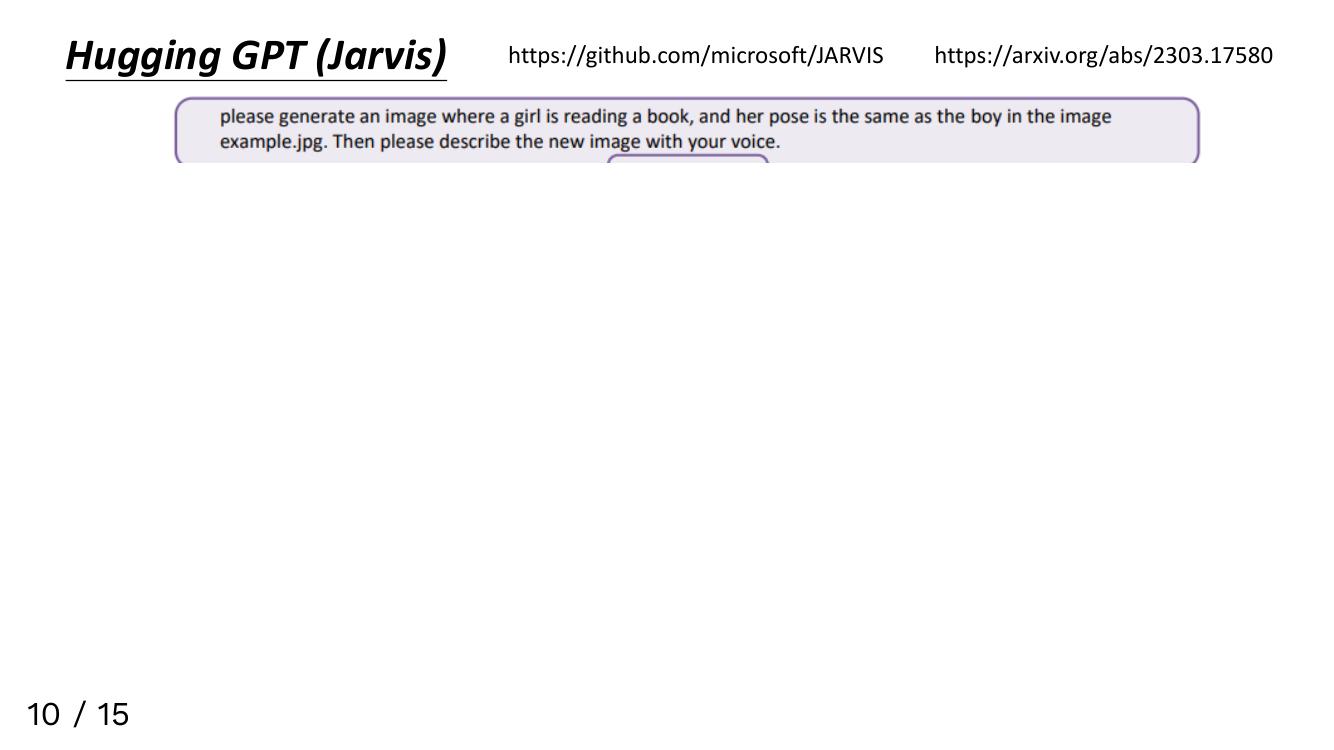 Hugging GPT (Jarvis)
https://github.com/microsoft/JARVIS
https://arxiv.org/abs/2303.17580
please generate an image where a girl is reading a book, and her pose is the same as the boy in the image
example.jpg. Then please describe the new image with your voice.
10 / 15